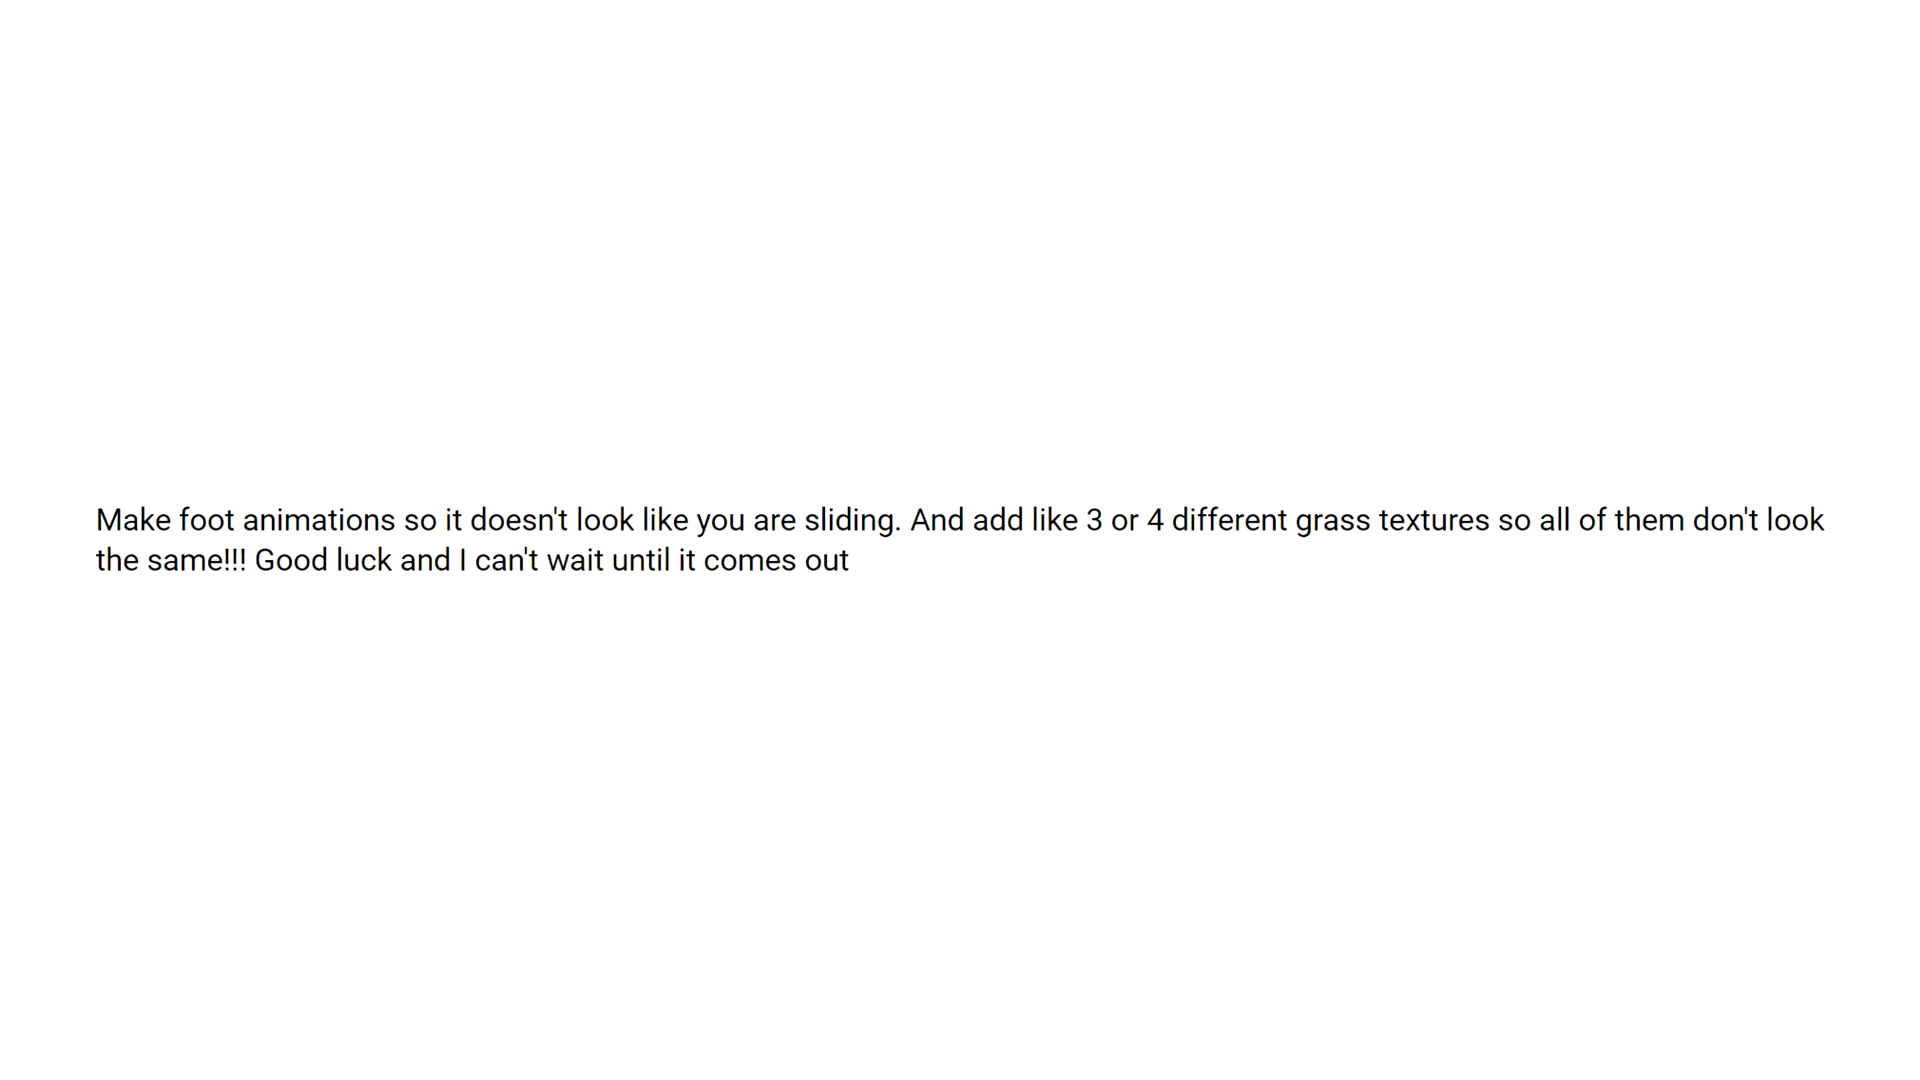 Make foot animations so it doesn't look like you are sliding. And add like 3 or 4 different grass textures so all of them don't look
the same!!! Good luck and I can't wait until it comes out